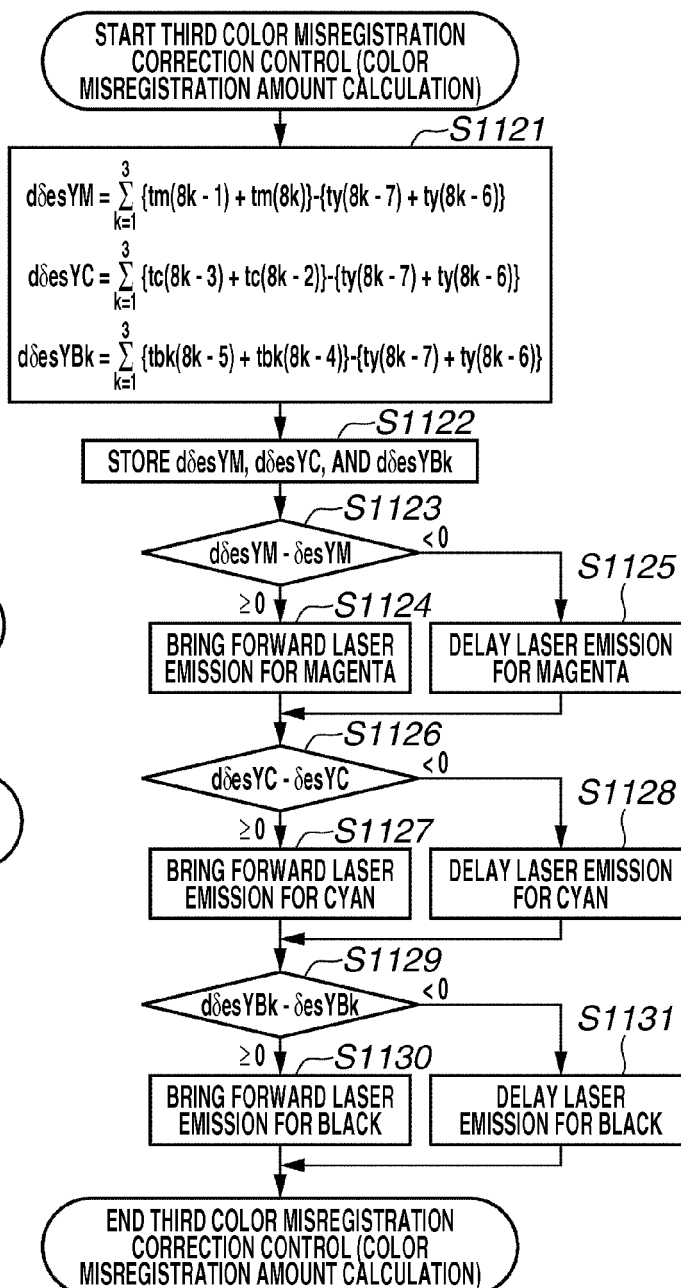 START THIRD COLOR MISREGISTRATION
CORRECTION CONTROL (COLOR
MISREGISTRATION AMOUNT CALCULATION)
S1121
3
dδesYM = Σ {tm(8k - 1) + tm(8k)}-{ty(8k - 7) + ty(8k - 6)}
k=1
3
dδesYC = Σ {tc(8k - 3) + tc(8k - 2)}-{ty(8k - 7) + ty(8k - 6)}
k=1
3
dδesYBk = Σ {tbk(8k - 5) + tbk(8k - 4)}-{ty(8k - 7) + ty(8k - 6)}
k=1
S1122
STORE dδesYM, dδesYC, AND dδesYBk
S1123
dδesYM - δesYM
<0
≥0
S1124
BRING FORWARD LASER
EMISSION FOR MAGENTA
S1125
DELAY LASER EMISSION
FOR MAGENTA
S1126
dδesYC - δesYC
<0
≥0
S1127
BRING FORWARD LASER
EMISSION FOR CYAN
S1128
DELAY LASER EMISSION
FOR CYAN
S1129
dδesYBk - δesYBk
<0
≥0
S1130
BRING FORWARD LASER
EMISSION FOR BLACK
S1131
DELAY LASER
EMISSION FOR BLACK
END THIRD COLOR MISREGISTRATION
CORRECTION CONTROL (COLOR
MISREGISTRATION AMOUNT CALCULATION)